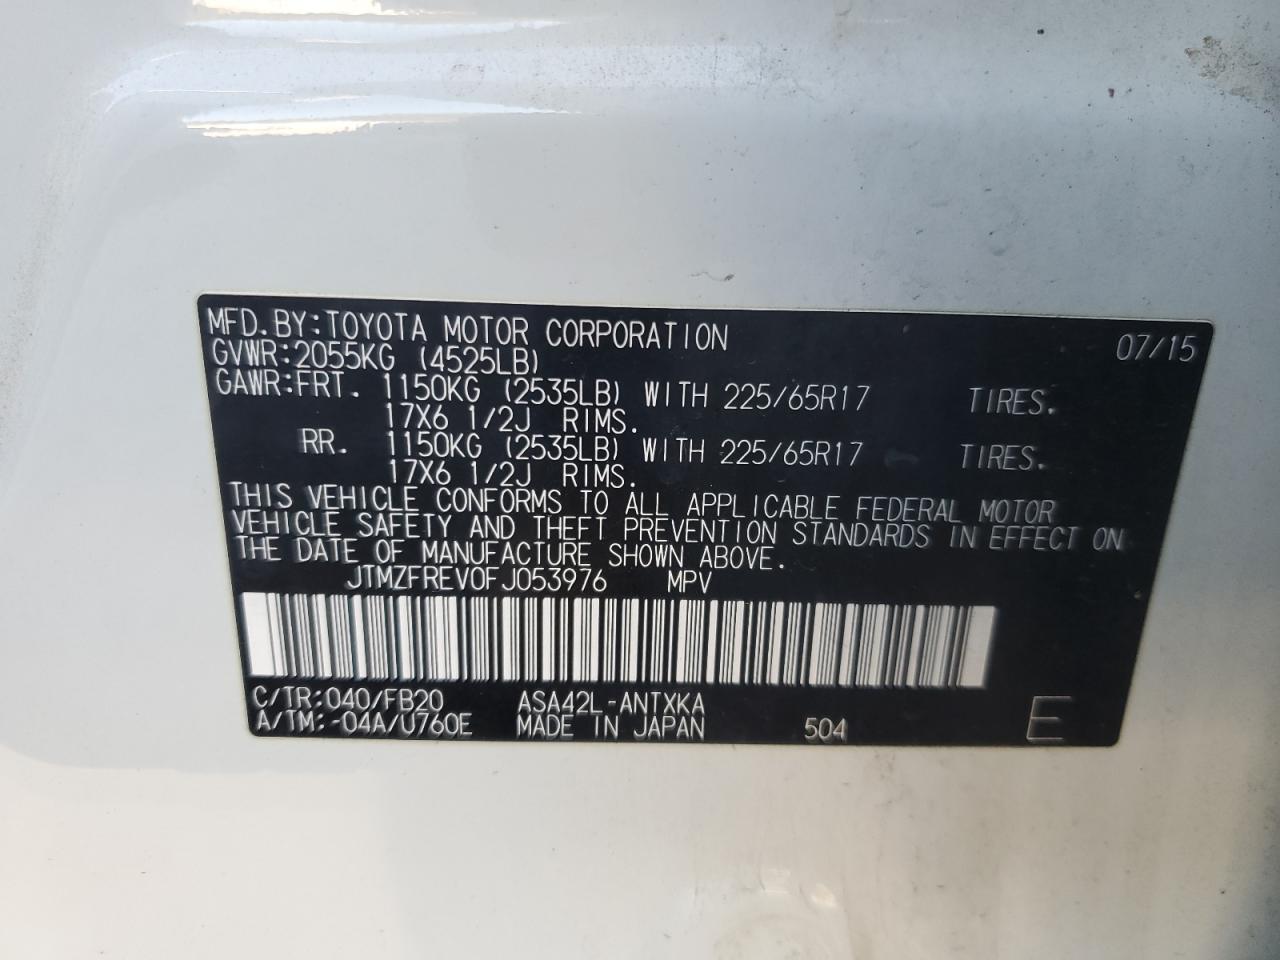 MFD.BY:TOYOTA MOTOR CORPORATION 07/15
GVWR:2055KG (4525LB)
GAWR:FRT. 1150KG (2535LB) WITH 225/65R17 TIRES.
17X6 1/2J RIMS.
RR. 1150KG (2535LB) WITH 225/65R17 TIRES.
17X6 1/2J RIMS.
THIS VEHICLE CONFORMS TO ALL APPLICABLE FEDERAL MOTOR
VEHICLE SAFETY AND THEFT PREVENTION STANDARDS IN EFFECT ON
THE DATE OF MANUFACTURE SHOWN ABOVE.
JTMZFREV0FJ053976 MPV
C/TR:040/FB20 ASA42L-ANTXKA
A/TM:-04A/U760E MADE IN JAPAN 504 E